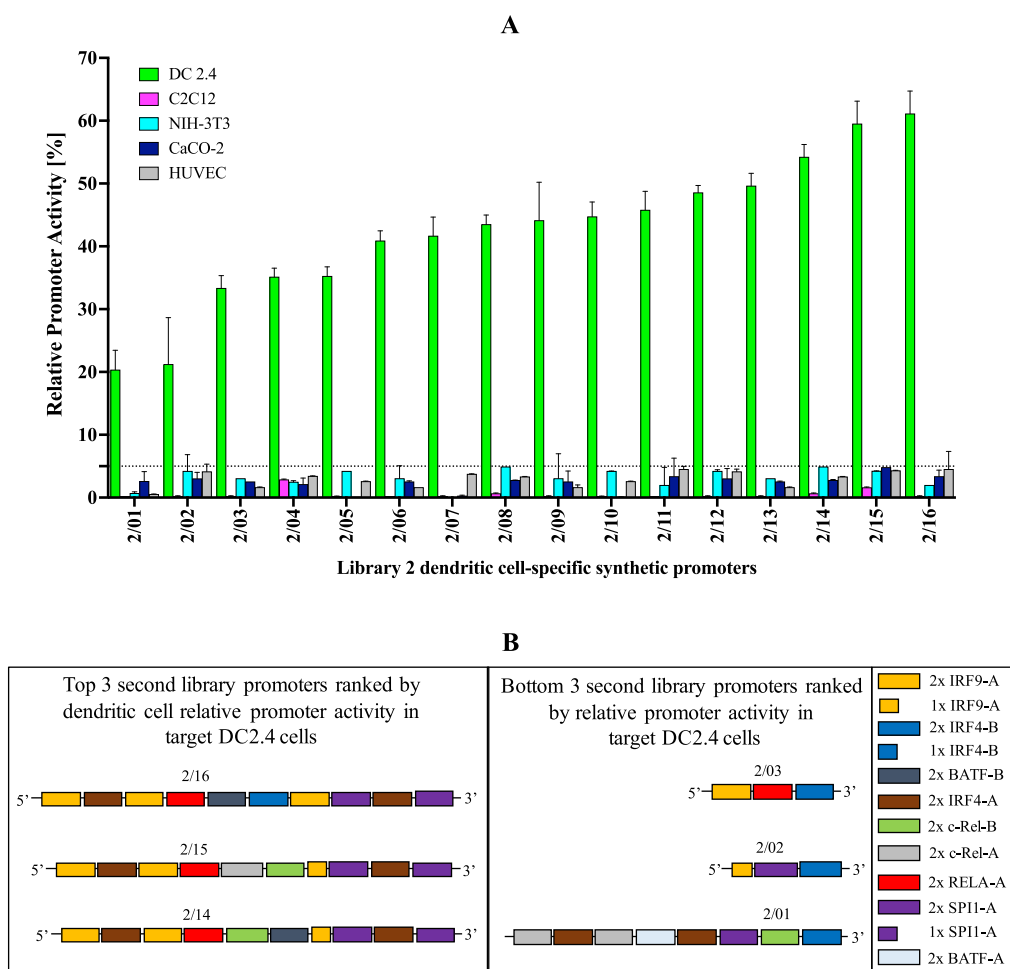 A
Relative Promoter Activity [%]
70
60
50
40
30
20
10
5
0
DC 2.4
C2C12
NIH-3T3
CaCO-2
HUVEC
2/01
2/02
2/03
2/04
2/05
2/06
2/07
2/08
2/09
2/10
2/11
2/12
2/13
2/14
2/15
2/16
Library 2 dendritic cell-specific synthetic promoters
B
Top 3 second library promoters ranked by
dendritic cell relative promoter activity in
target DC2.4 cells
2/16
5’ 3’
2/15
5’ 3’
2/14
5’ 3’
Bottom 3 second library promoters ranked
by relative promoter activity in
target DC2.4 cells
2/03
5’ 3’
2/02
5’ 3’
2/01
5’ 3’
2x IRF9-A
1x IRF9-A
2x IRF4-B
1x IRF4-B
2x BATF-B
2x IRF4-A
2x c-Rel-B
2x c-Rel-A
2x RELA-A
2x SPI1-A
1x SPI1-A
2x BATF-A